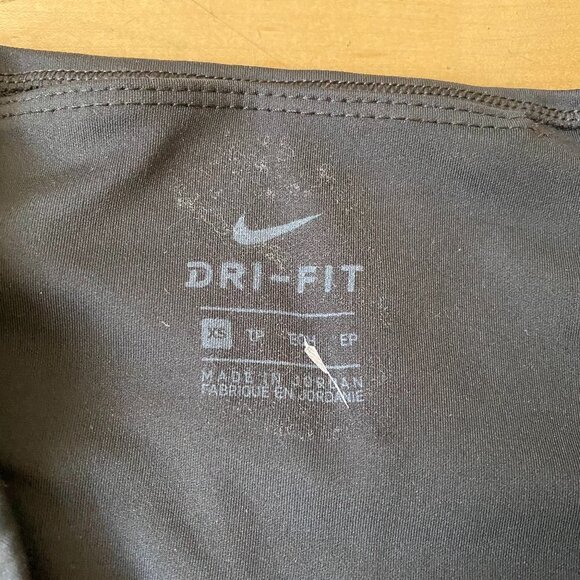 DRI-FIT
XS TP EP
MADE IN JORDAN
FABRIQUE EN JORDANIE